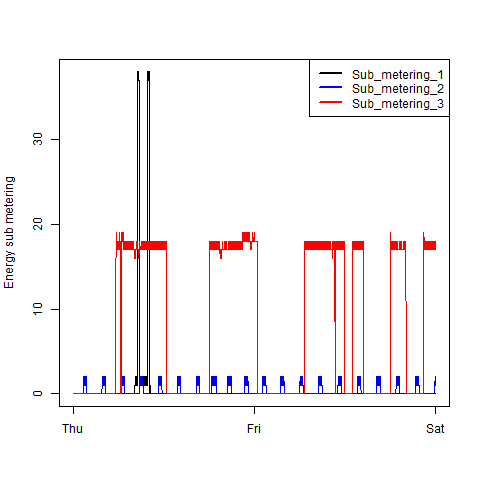 Sub_metering_1
Sub_metering_2
Sub_metering_3
Energy sub metering
30
20
10
0
Thu
Fri
Sat